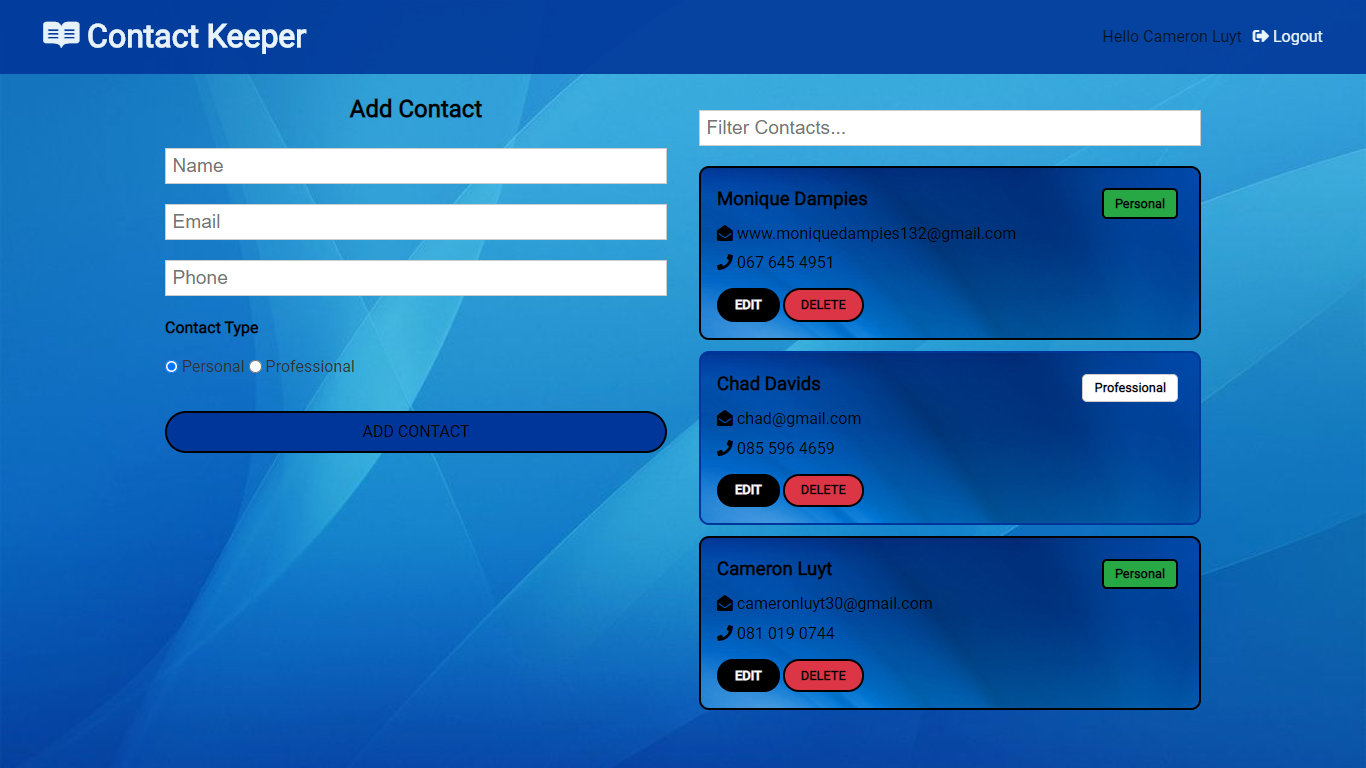 Contact Keeper
Hello Cameron Luyt Logout
Add Contact
Name
Email
Phone
Contact Type
Personal Professional
ADD CONTACT
Filter Contacts...
Monique Dampies
Personal
www.moniquedampies132@gmail.com
067 645 4951
EDIT DELETE
Chad Davids
Professional
chad@gmail.com
085 596 4659
EDIT DELETE
Cameron Luyt
Personal
cameronluyt30@gmail.com
081 019 0744
EDIT DELETE